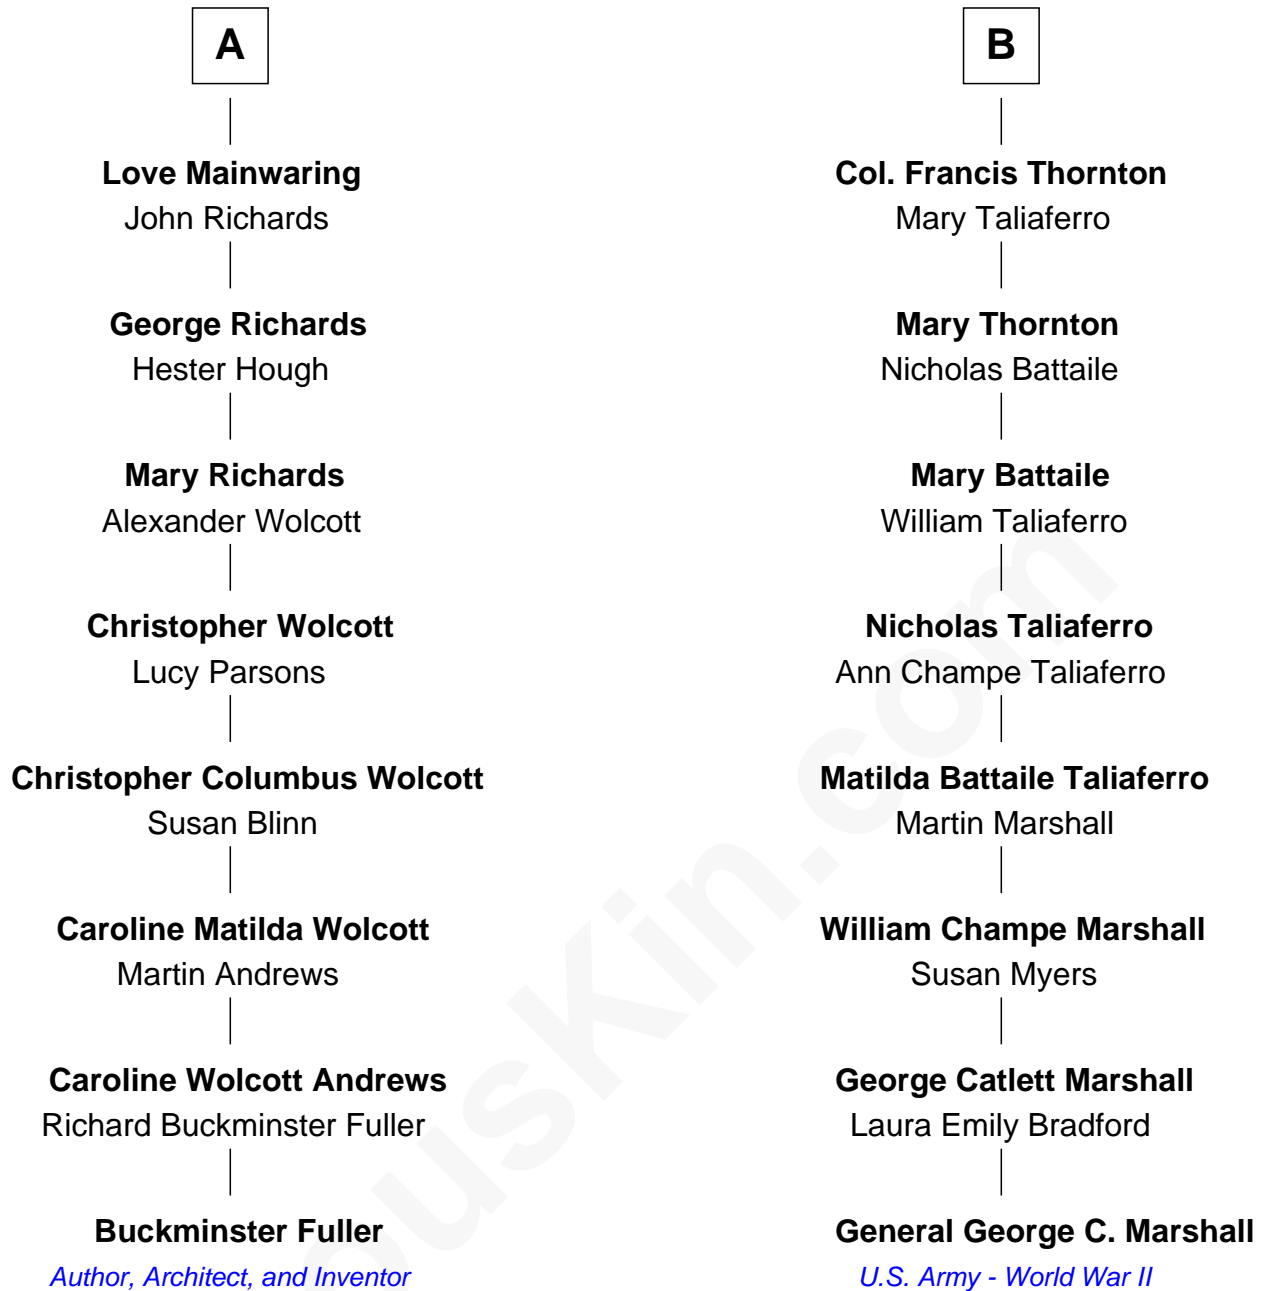 A
Love Mainwaring
John Richards
George Richards
Hester Hough
Mary Richards
Alexander Wolcott
Christopher Wolcott
Lucy Parsons
Christopher Columbus Wolcott
Susan Blinn
Caroline Matilda Wolcott
Martin Andrews
Caroline Wolcott Andrews
Richard Buckminster Fuller
Buckminster Fuller
Author, Architect, and Inventor
B
Col. Francis Thornton
Mary Taliaferro
Mary Thornton
Nicholas Battaile
Mary Battaile
William Taliaferro
Nicholas Taliaferro
Ann Champe Taliaferro
Matilda Battaile Taliaferro
Martin Marshall
William Champe Marshall
Susan Myers
George Catlett Marshall
Laura Emily Bradford
General George C. Marshall
U.S. Army - World War II
ousKin.com